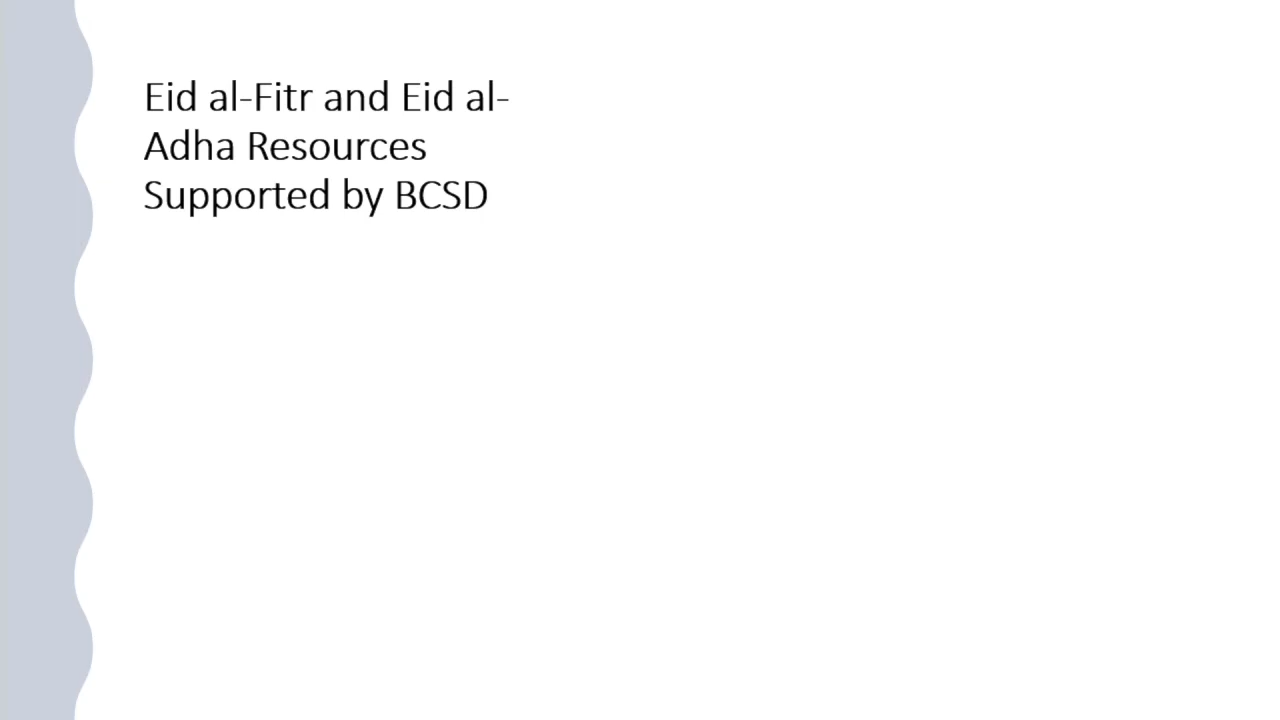 Eid al-Fitr and Eid al-
Adha Resources
Supported by BCSD